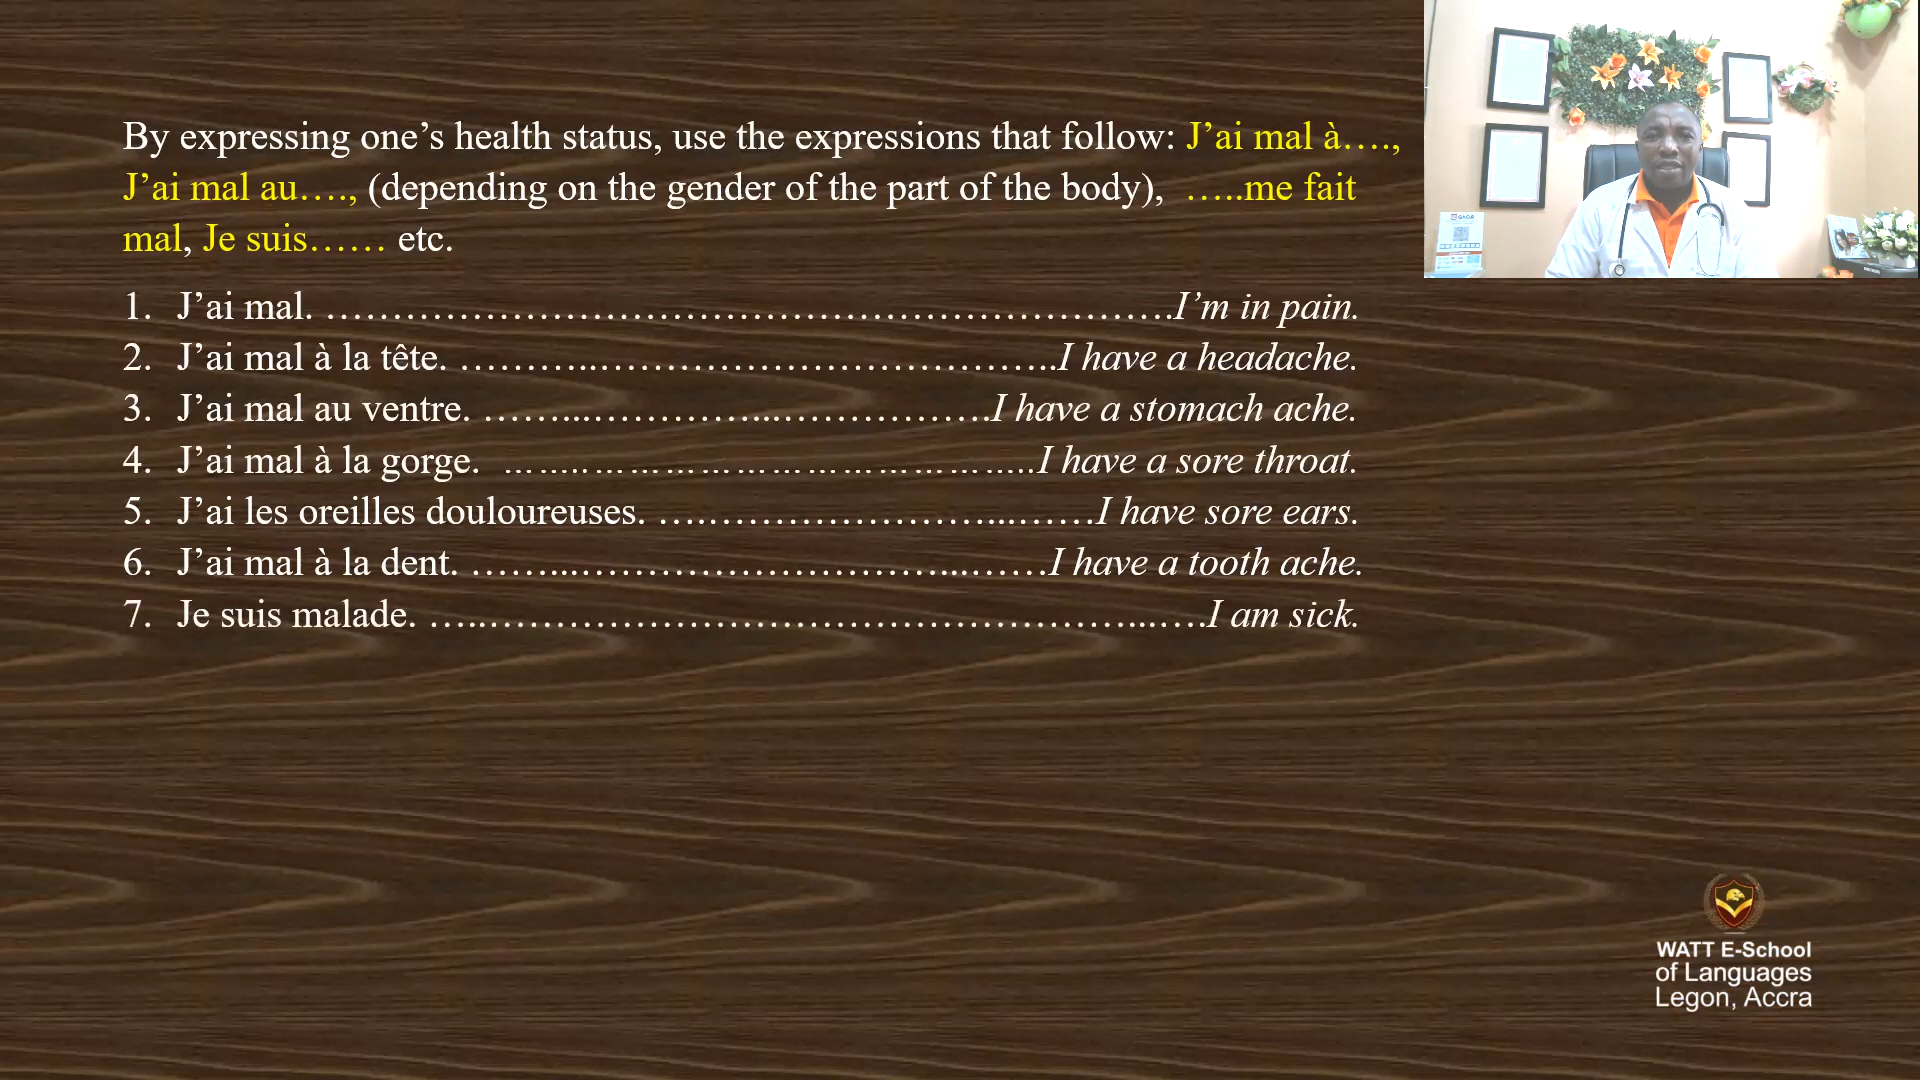 By expressing one’s health status, use the expressions that follow: J’ai mal à….,
J’ai mal au…., (depending on the gender of the part of the body), …..me fait
mal, Je suis…… etc.
1. J’ai mal. ……………………………………………………….I’m in pain.
2. J’ai mal à la tête. ………..……………………………..I have a headache.
3. J’ai mal au ventre. ……...…………...…………….I have a stomach ache.
4. J’ai mal à la gorge. ……..………………………………..I have a sore throat.
5. J’ai les oreilles douloureuses. ….…………………...……I have sore ears.
6. J’ai mal à la dent. ……...………………………...……I have a tooth ache.
7. Je suis malade. …..…………………………………………...….I am sick.
WATT E-School
of Languages
Legon, Accra